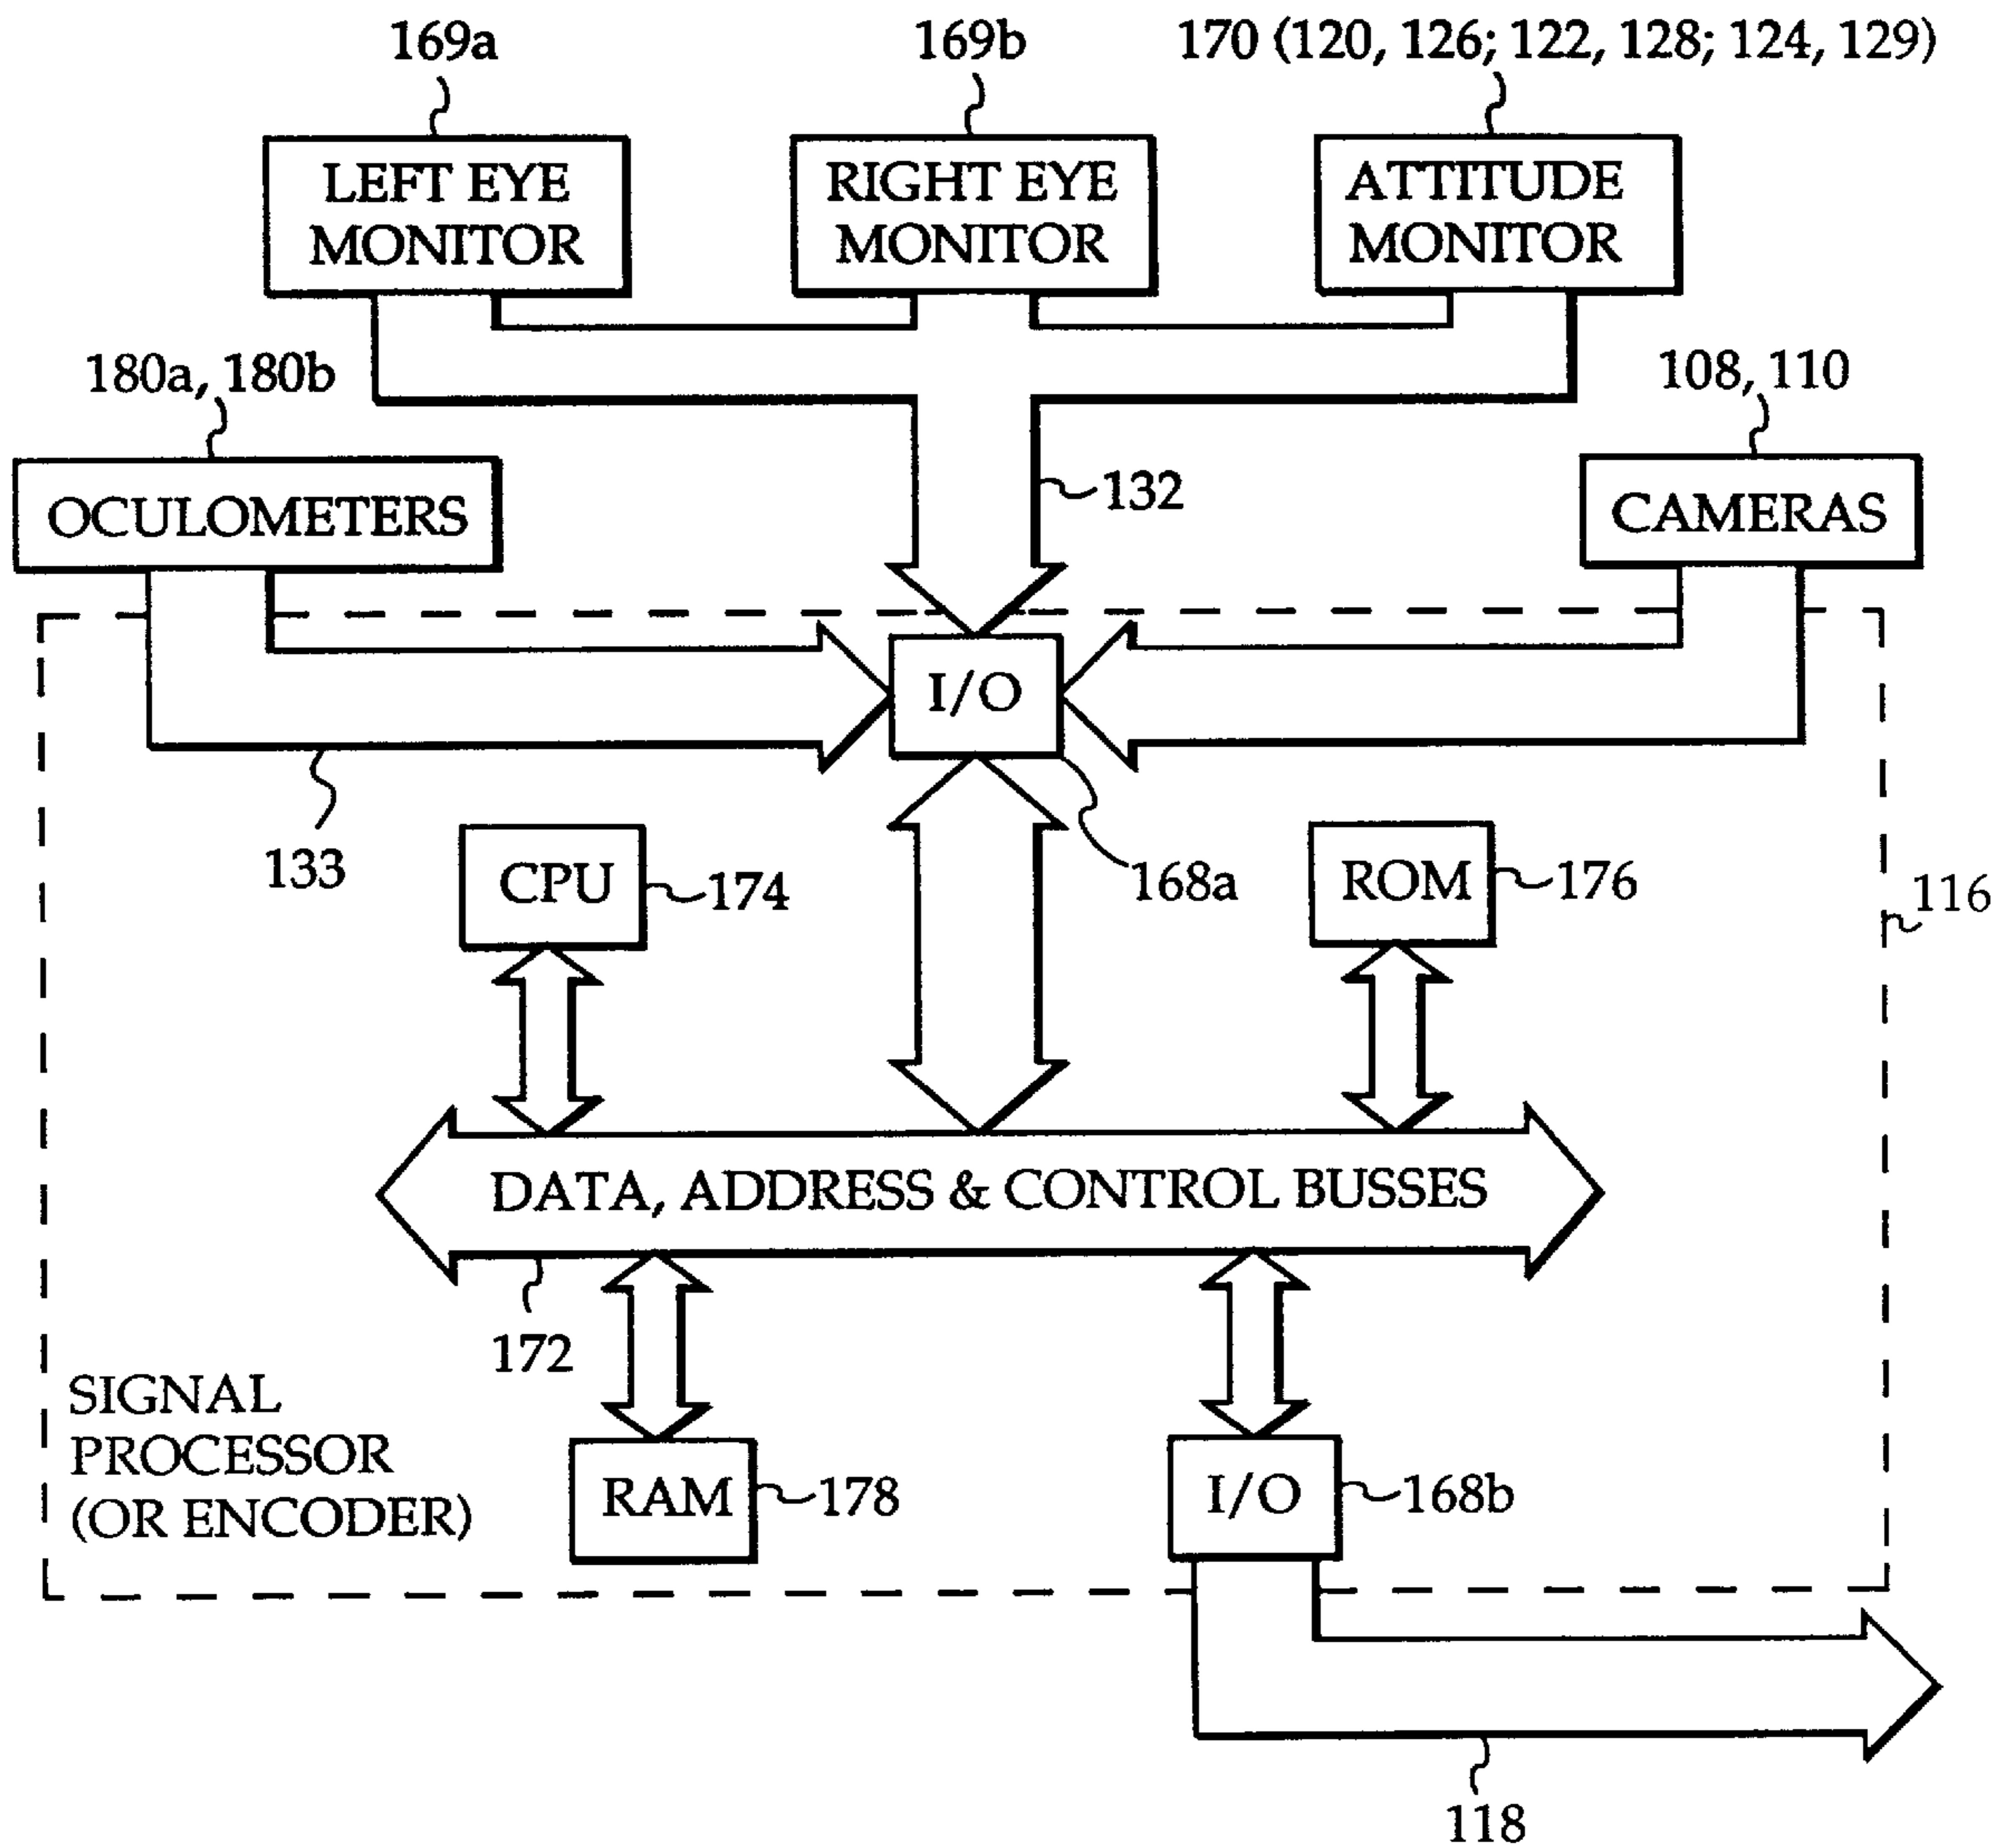 169a
169b
170 (120, 126; 122, 128; 124, 129)
LEFT EYE
MONITOR
RIGHT EYE
MONITOR
ATTITUDE
MONITOR
180a, 180b
108, 110
OCULOMETERS
132
CAMERAS
I/O
133
CPU
174
168a
ROM
176
116
DATA, ADDRESS & CONTROL BUSSES
172
SIGNAL
PROCESSOR
(OR ENCODER)
RAM
178
I/O
168b
118